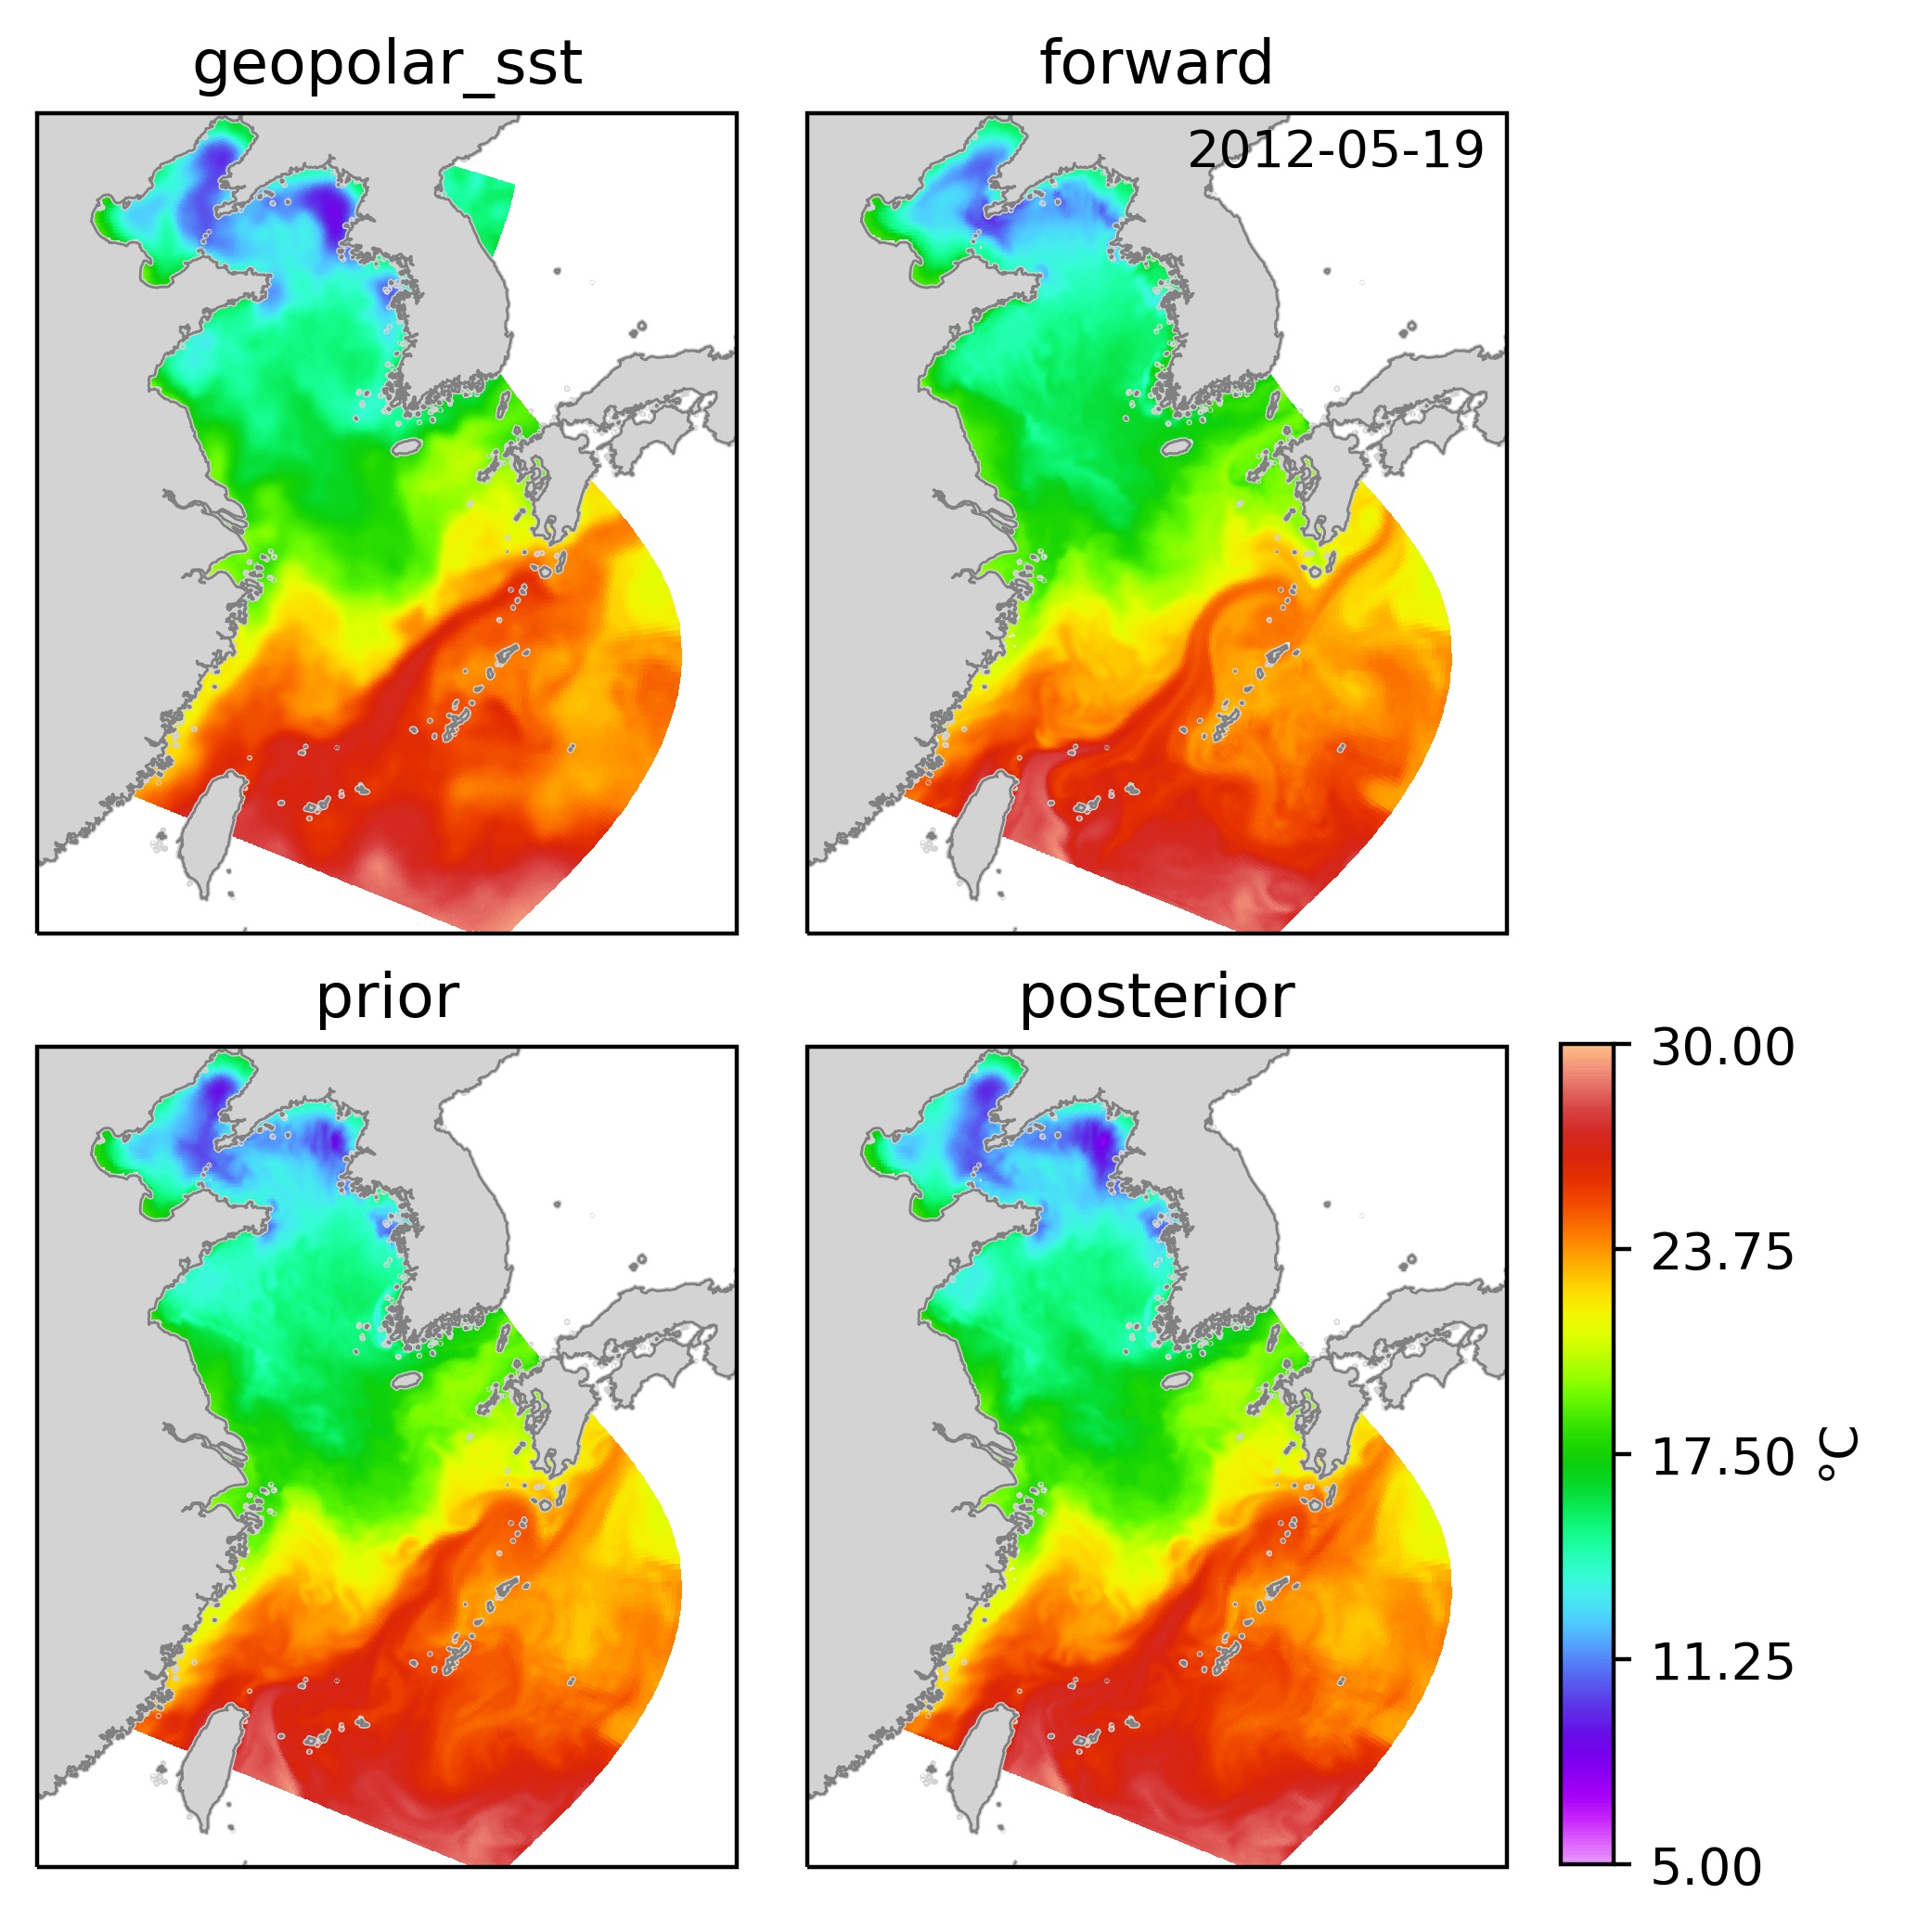 geopolar_sst
forward
2012-05-19
prior
posterior
30.00
23.75
17.50
11.25
5.00
°C